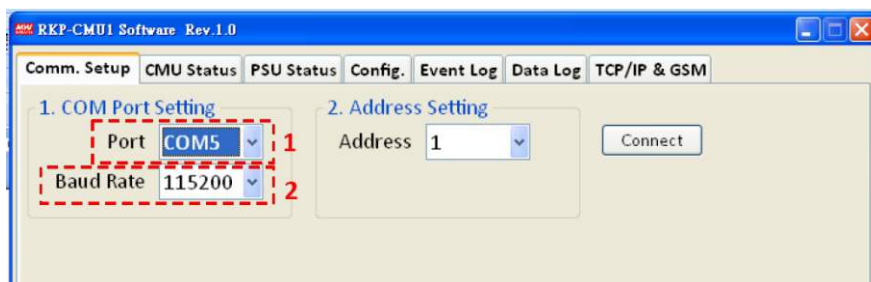 MW RKP-CMU1 Software Rev.1.0
Comm. Setup CMU Status PSU Status Config. Event Log Data Log TCP/IP & GSM
1. COM Port Setting 2. Address Setting
Port COM5 1 Address 1 Connect
Baud Rate 115200 2